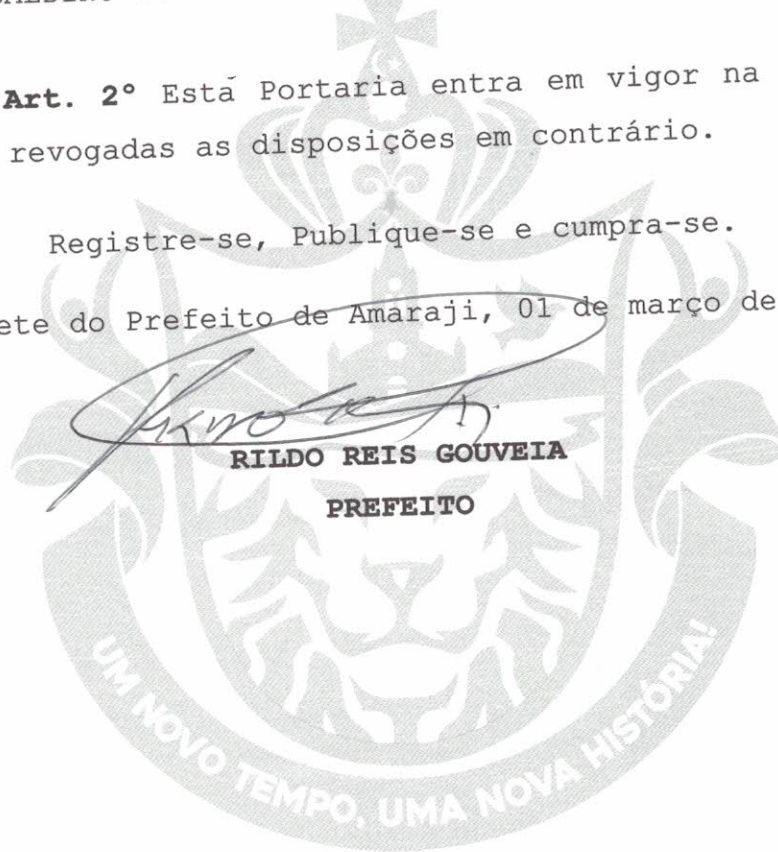 Art. 2° Está Portaria entra em vigor na
revogadas as disposições em contrário.
Registre-se, Publique-se e cumpra-se.
ete do Prefeito de Amaraji, 01 de março de
RILDO REIS GOUVEIA
PREFEITO
UM NOVO TEMPO, UMA NOVA HISTÓRIA!